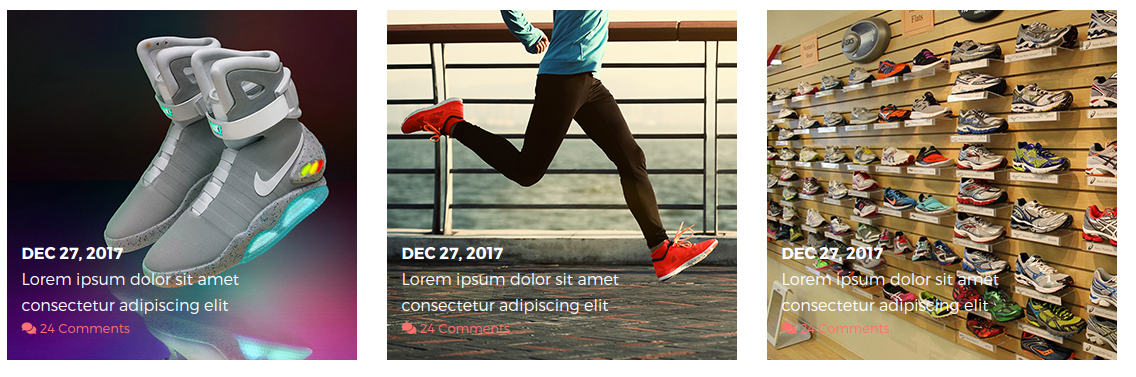 DEC 27, 2017
Lorem ipsum dolor sit amet
consectetur adipiscing elit
24 Comments
DEC 27, 2017
Lorem ipsum dolor sit amet
consectetur adipiscing elit
24 Comments
Flats
asics
DEC 27, 2017
Lorem ipsum dolor sit amet
consectetur adipiscing elit
24 Comments